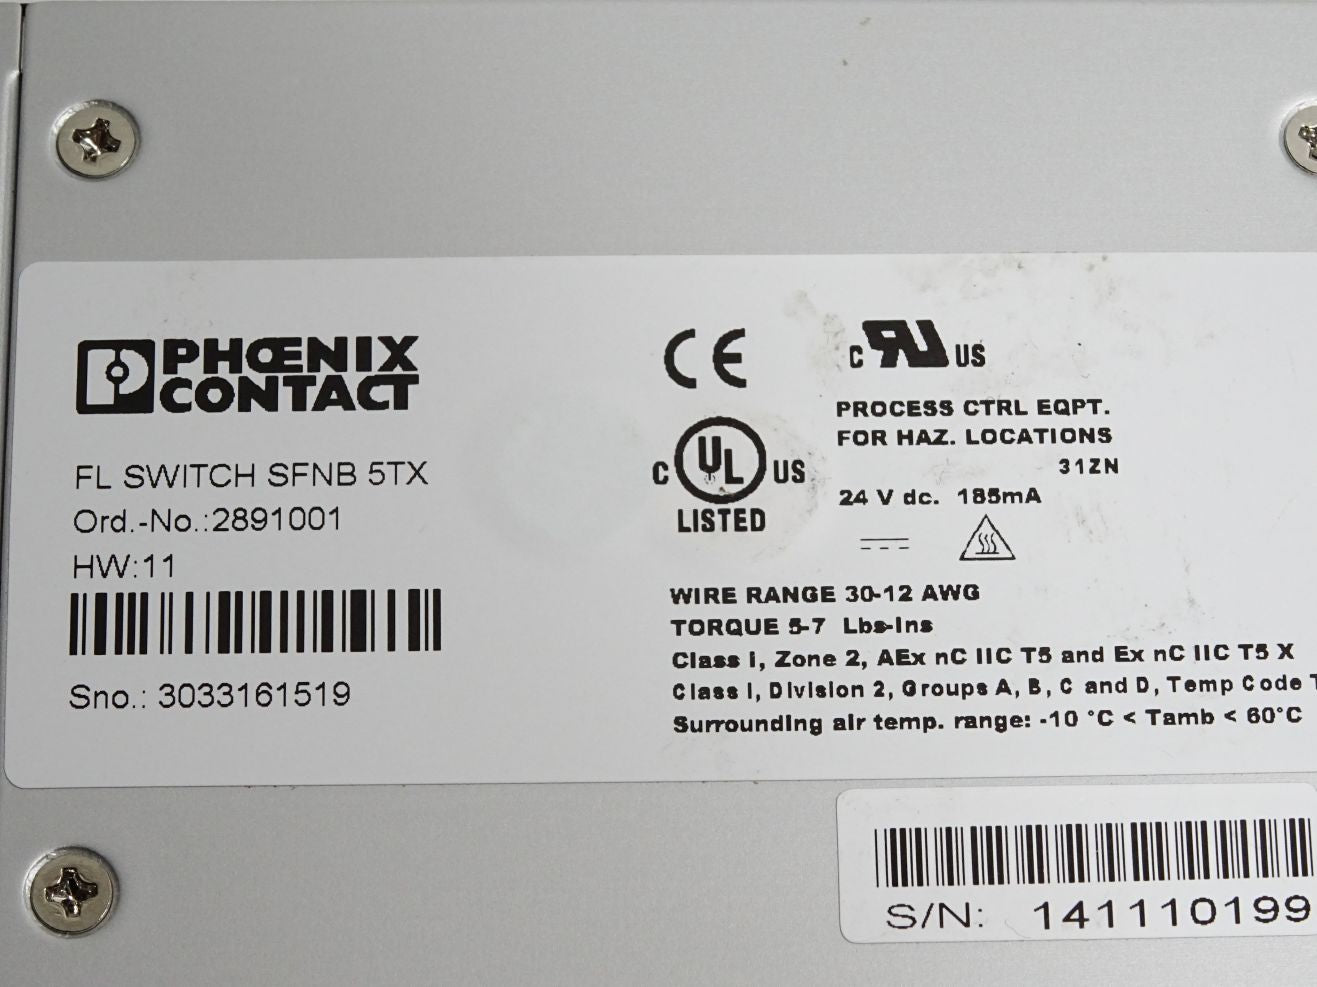 PHŒNIX
CONTACT
FL SWITCH SFNB 5TX
Ord.-No.:2891001
HW:11
Sno.: 3033161519
CE
C UL US
LISTED
C RU US
PROCESS CTRL EQPT.
FOR HAZ. LOCATIONS
31ZN
24 V dc. 185mA
WIRE RANGE 30-12 AWG
TORQUE 5-7 Lbs-Ins
Class I, Zone 2, AEx nC IIC T5 and Ex nC IIC T5 X
Class I, Division 2, Groups A, B, C and D, Temp Code
Surrounding air temp. range: -10 °C < Tamb < 60°C
S/N: 141110199